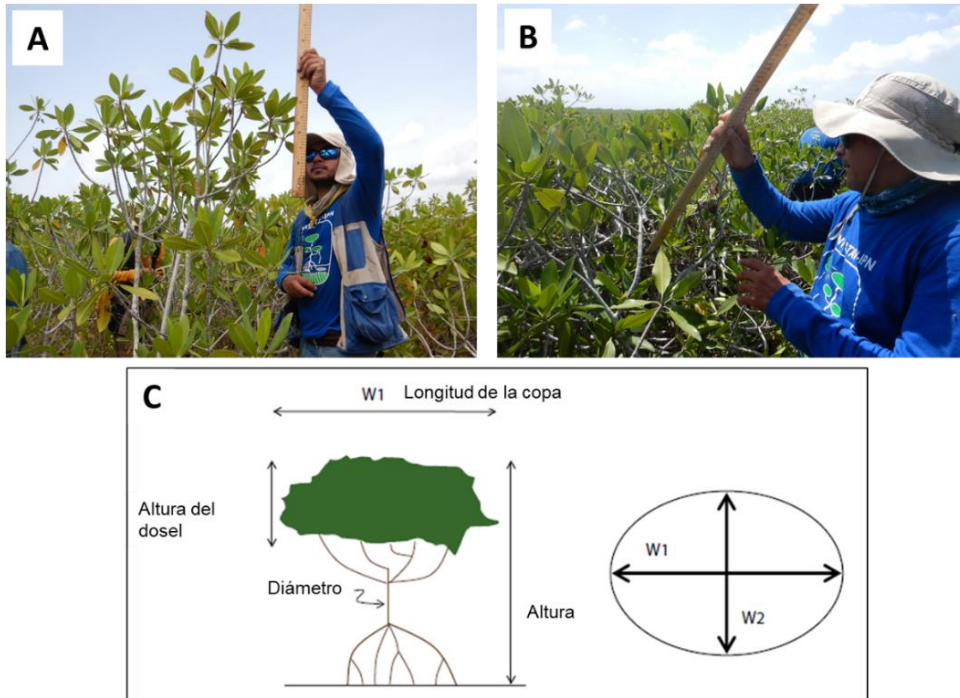 A
B
C
W1 Longitud de la copa
Altura del
dosel
Diámetro
Altura
W1
W2